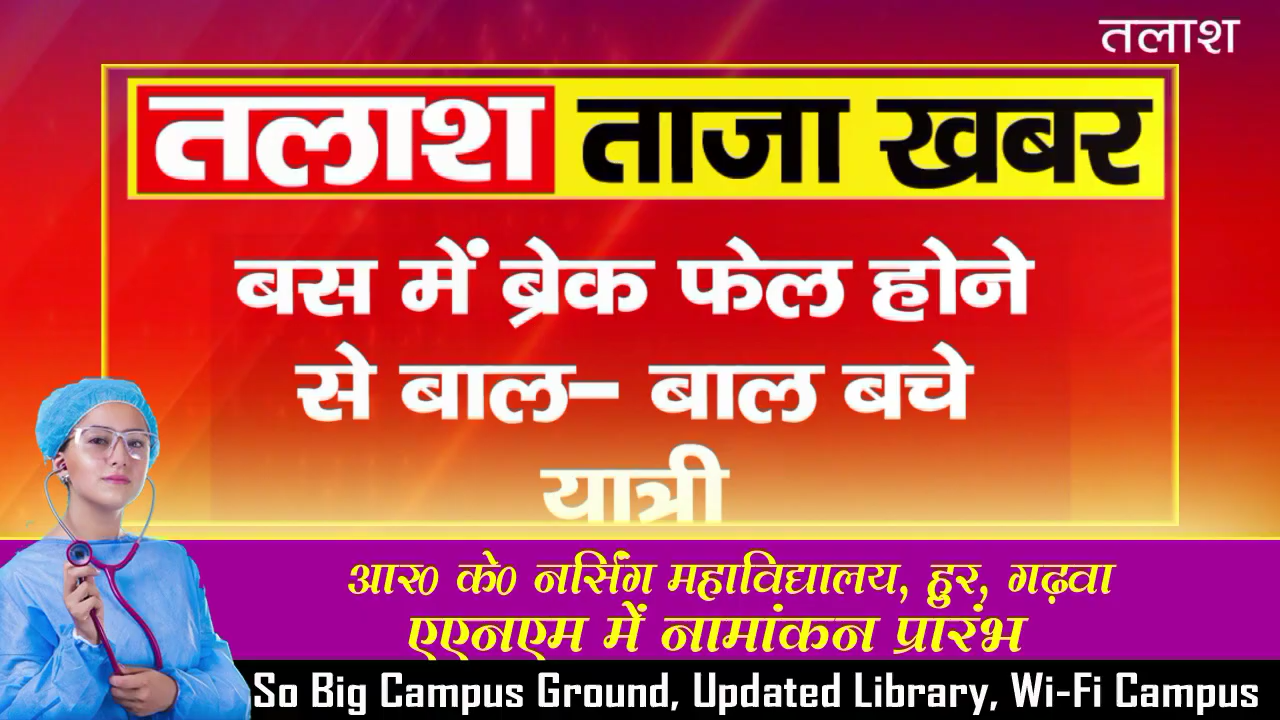 तलाश
तलाश ताजा खबर
बस में ब्रेक फेल होने
से बाल- बाल बचे
यात्री
आर० के० नर्सिंग महाविद्यालय, हुर, गढ़वा
एएनएम में नामांकन प्रारंभ
So Big Campus Ground, Updated Library, Wi-Fi Campus